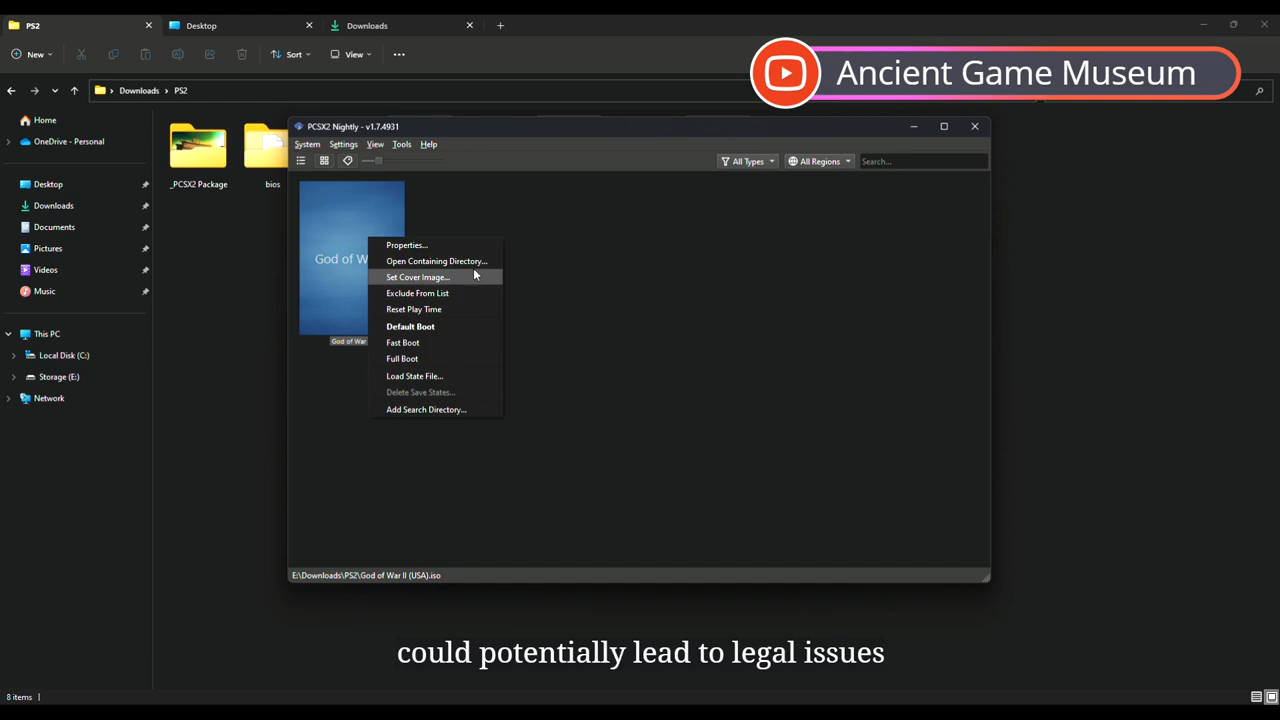 PS2
Desktop
Downloads
New
Sort
View
Downloads
PS2
Ancient Game Museum
Home
OneDrive - Personal
Desktop
Downloads
Documents
Pictures
Videos
Music
This PC
Local Disk (C:)
Storage (E:)
Network
_PCSX2 Package
bios
PCSX2 Nightly - v1.7.4931
System Settings View Tools Help
All Types All Regions Search...
God of W
God of War
Properties...
Open Containing Directory...
Set Cover Image...
Exclude From List
Reset Play Time
Default Boot
Fast Boot
Full Boot
Load State File...
Delete Save States...
Add Search Directory...
E:\Downloads\PS2\God of War II (USA).iso
could potentially lead to legal issues
8 items